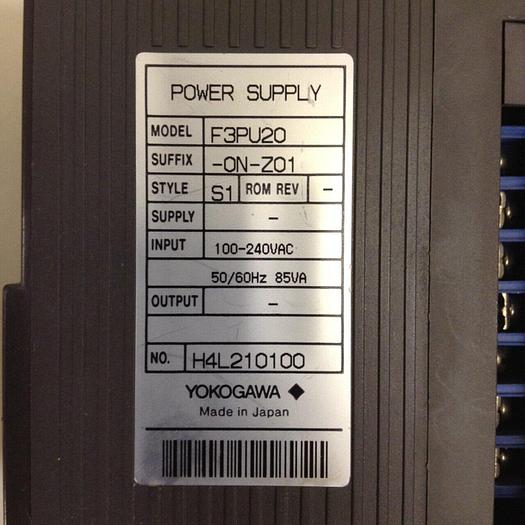 POWER SUPPLY
MODEL F3PU20
SUFFIX -0N-Z01
STYLE S1 ROM REV -
SUPPLY -
INPUT 100-240VAC
50/60Hz 85VA
OUTPUT -
NO. H4L210100
YOKOGAWA
Made in Japan